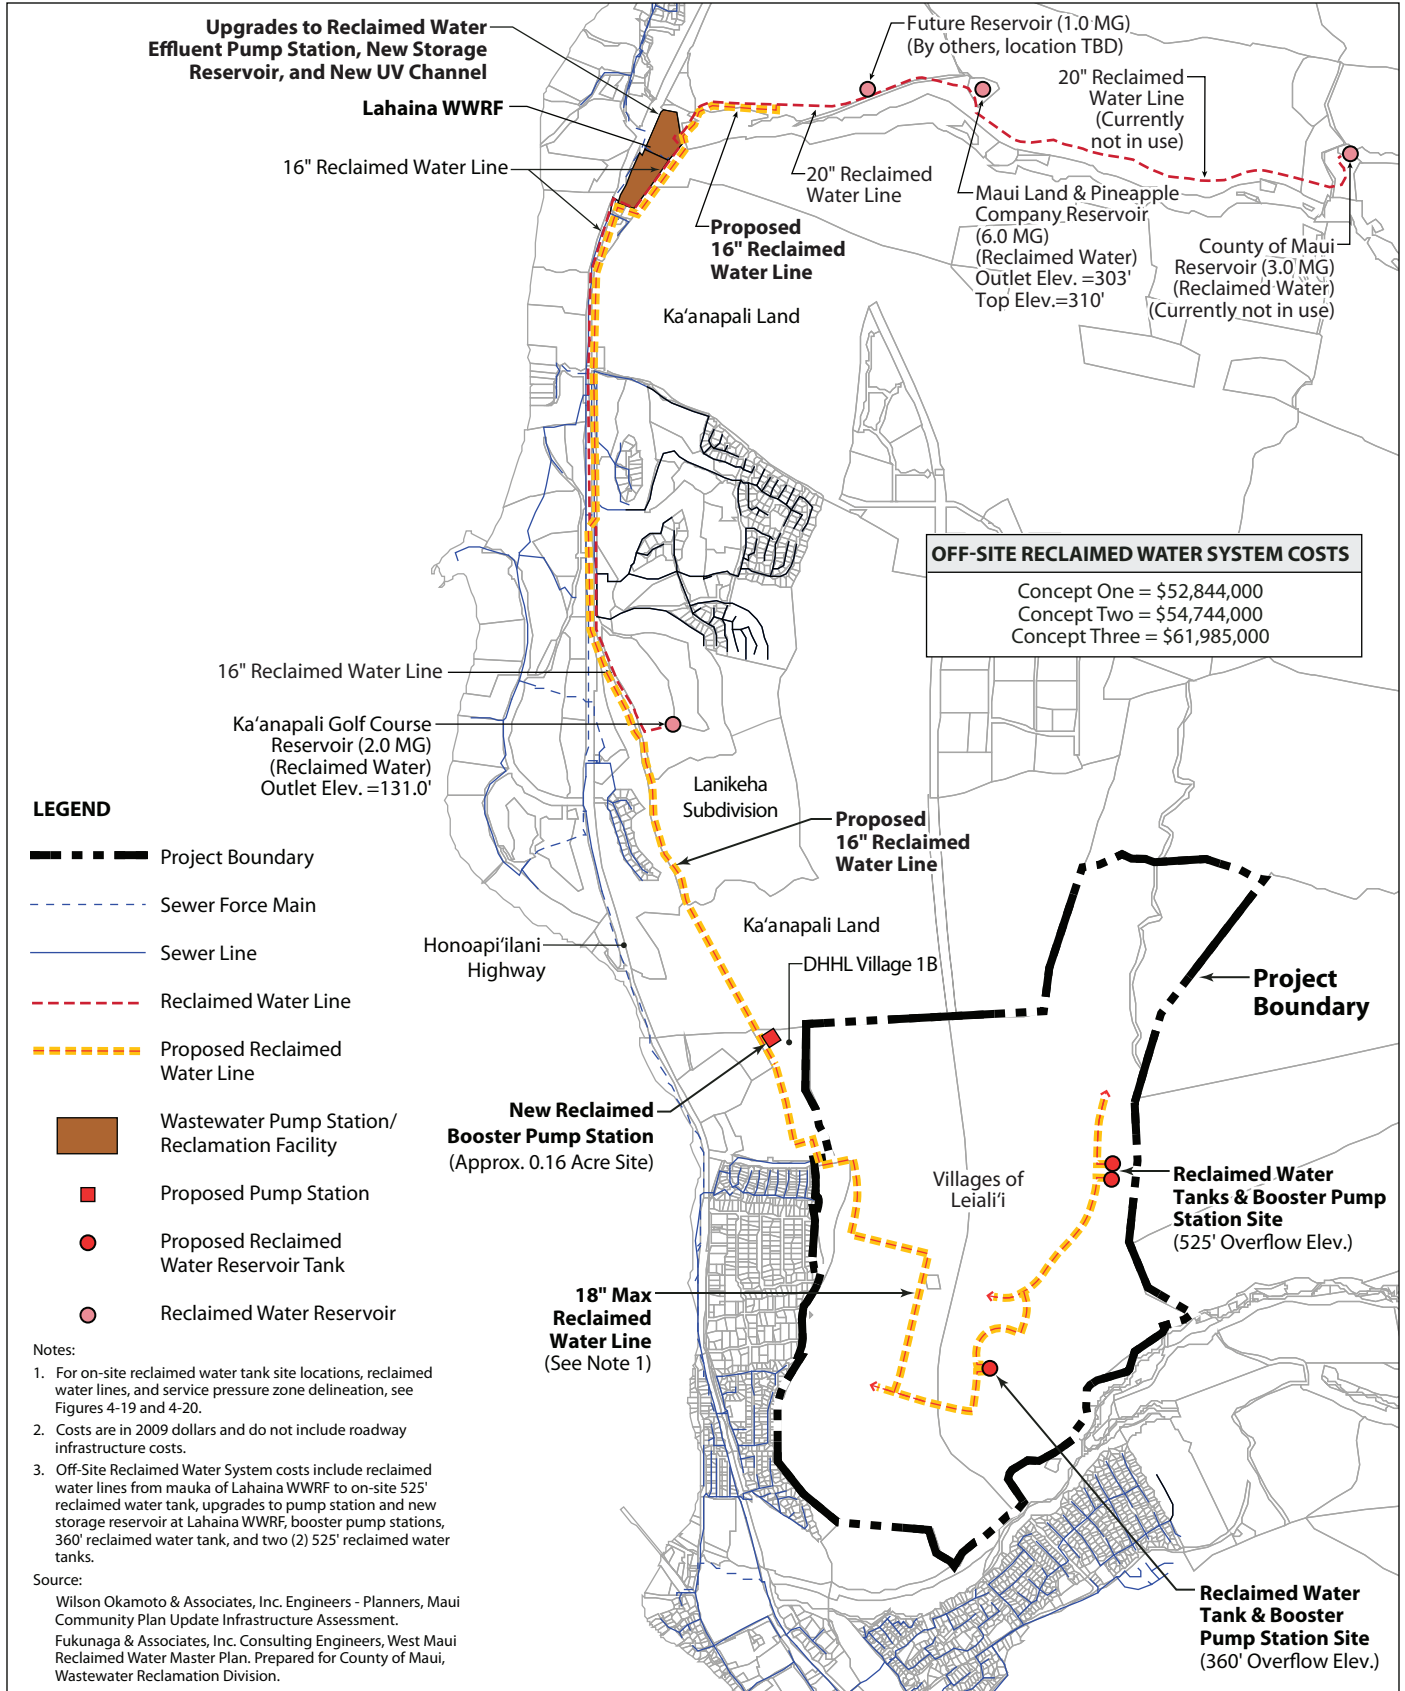 Upgrades to Reclaimed Water
Effluent Pump Station, New Storage
Reservoir, and New UV Channel
Lahaina WWRF
16" Reclaimed Water Line
Future Reservoir (1.0 MG)
(By others, location TBD)
20" Reclaimed
Water Line
(Currently
not in use)
20" Reclaimed
Water Line
Proposed
16" Reclaimed
Water Line
Maui Land & Pineapple
Company Reservoir
(6.0 MG)
(Reclaimed Water)
Outlet Elev. =303'
Top Elev.=310'
County of Maui
Reservoir (3.0 MG)
(Reclaimed Water)
(Currently not in use)
Ka‘anapali Land
OFF-SITE RECLAIMED WATER SYSTEM COSTS
Concept One = $52,844,000
Concept Two = $54,744,000
Concept Three = $61,985,000
16" Reclaimed Water Line
Ka‘anapali Golf Course
Reservoir (2.0 MG)
(Reclaimed Water)
Outlet Elev. =131.0'
Lanikeha
Subdivision
Proposed
16" Reclaimed
Water Line
Ka‘anapali Land
Honoapi‘ilani
Highway
DHHL Village 1B
Project
Boundary
New Reclaimed
Booster Pump Station
(Approx. 0.16 Acre Site)
Villages of
Leiali‘i
Reclaimed Water
Tanks & Booster Pump
Station Site
(525' Overflow Elev.)
18" Max
Reclaimed
Water Line
(See Note 1)
Reclaimed Water
Tank & Booster
Pump Station Site
(360' Overflow Elev.)
LEGEND
Project Boundary
Sewer Force Main
Sewer Line
Reclaimed Water Line
Proposed Reclaimed
Water Line
Wastewater Pump Station/
Reclamation Facility
Proposed Pump Station
Proposed Reclaimed
Water Reservoir Tank
Reclaimed Water Reservoir
Notes:
1. For on-site reclaimed water tank site locations, reclaimed
water lines, and service pressure zone delineation, see
Figures 4-19 and 4-20.
2. Costs are in 2009 dollars and do not include roadway
infrastructure costs.
3. Off-Site Reclaimed Water System costs include reclaimed
water lines from mauka of Lahaina WWRF to on-site 525'
reclaimed water tank, upgrades to pump station and new
storage reservoir at Lahaina WWRF, booster pump stations,
360' reclaimed water tank, and two (2) 525' reclaimed water
tanks.
Source:
Wilson Okamoto & Associates, Inc. Engineers - Planners, Maui
Community Plan Update Infrastructure Assessment.
Fukunaga & Associates, Inc. Consulting Engineers, West Maui
Reclaimed Water Master Plan. Prepared for County of Maui,
Wastewater Reclamation Division.